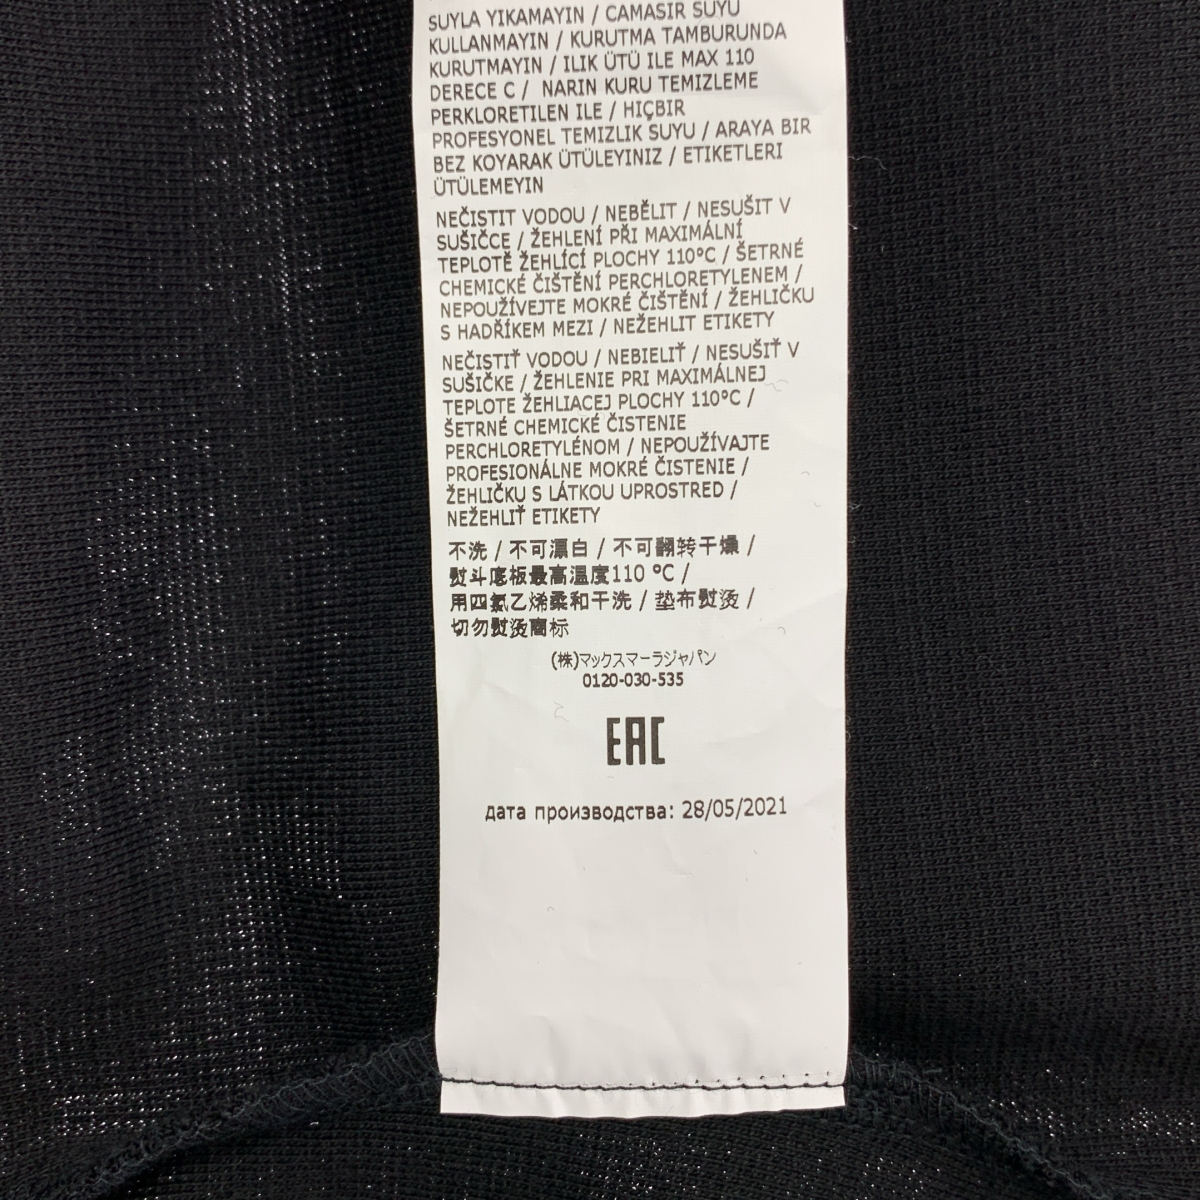 SUYLA YIKAMAYIN / CAMASIR SUYU
KULLANMAYIN / KURUTMA TAMBURUNDA
KURUTMAYIN / ILIK ÜTÜ ILE MAX 110
DERECE C / NARIN KURU TEMIZLEME
PERKLORETILEN ILE / HIÇBIR
PROFESYONEL TEMIZLIK SUYU / ARAYA BIR
BEZ KOYARAK ÜTÜLEYINIZ / ETIKETLERI
ÜTÜLEMEYIN
NEČISTIT VODOU / NEBĚLIT / NESUŠIT V
SUŠIČCE / ŽEHLENÍ PŘI MAXIMÁLNÍ
TEPLOTĚ ŽEHLÍCÍ PLOCHY 110°C / ŠETRNÉ
CHEMICKÉ ČIŠTĚNÍ PERCHLORETYLENEM /
NEPOUŽÍVEJTE MOKRÉ ČIŠTĚNÍ / ŽEHLIČKU
S HADŘÍKEM MEZI / NEŽEHLIT ETIKETY
NEČISTIŤ VODOU / NEBIELIŤ / NESUŠIŤ V
SUŠIČKE / ŽEHLENIE PRI MAXIMÁLNEJ
TEPLOTE ŽEHLIACEJ PLOCHY 110°C /
ŠETRNÉ CHEMICKÉ ČISTENIE
PERCHLORETYLÉNOM / NEPOUŽÍVAJTE
PROFESIONÁLNE MOKRÉ ČISTENIE /
ŽEHLIČKU S LÁTKOU UPROSTRED /
NEŽEHLIŤ ETIKETY
不洗 / 不可漂白 / 不可翻转干燥 /
熨斗底板最高温度110 °C /
用四氯乙烯柔和干洗 / 垫布熨烫 /
切勿熨烫商标
(株)マックスマーラジャパン
0120-030-535
EAC
дата производства: 28/05/2021